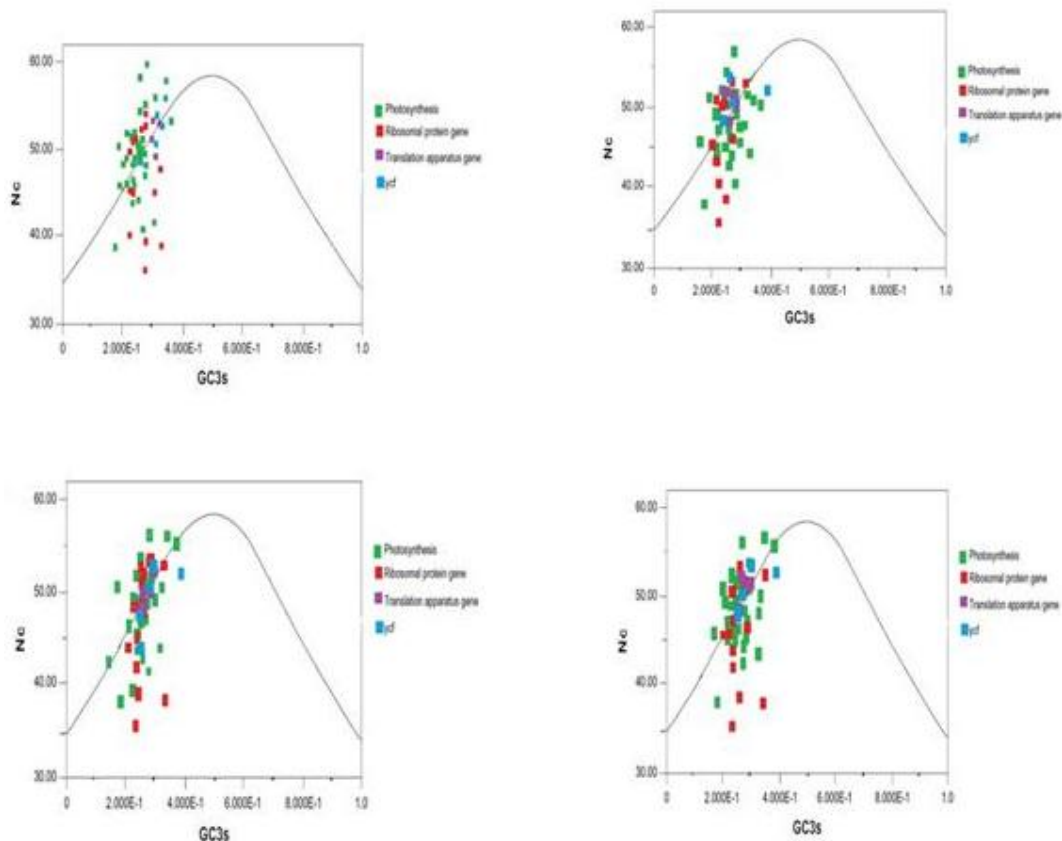 60.00
50.00
40.00
30.00
Nc
0 2.000E-1 4.000E-1 6.000E-1 8.000E-1 1.0
GC3s
Photosynthesis
Ribosomal protein gene
Translation apparatus gene
ycf
60.00
50.00
40.00
30.00
Nc
0 2.000E-1 4.000E-1 6.000E-1 8.000E-1 1.0
GC3s
Photosynthesis
Ribosomal protein gene
Translation apparatus gene
ycf
60.00
50.00
40.00
30.00
Nc
0 2.000E-1 4.000E-1 6.000E-1 8.000E-1 1.0
GC3s
Photosynthesis
Ribosomal protein gene
Translation apparatus gene
ycf
60.00
50.00
40.00
30.00
Nc
0 2.000E-1 4.000E-1 6.000E-1 8.000E-1 1.0
GC3s
Photosynthesis
Ribosomal protein gene
Translation apparatus gene
ycf